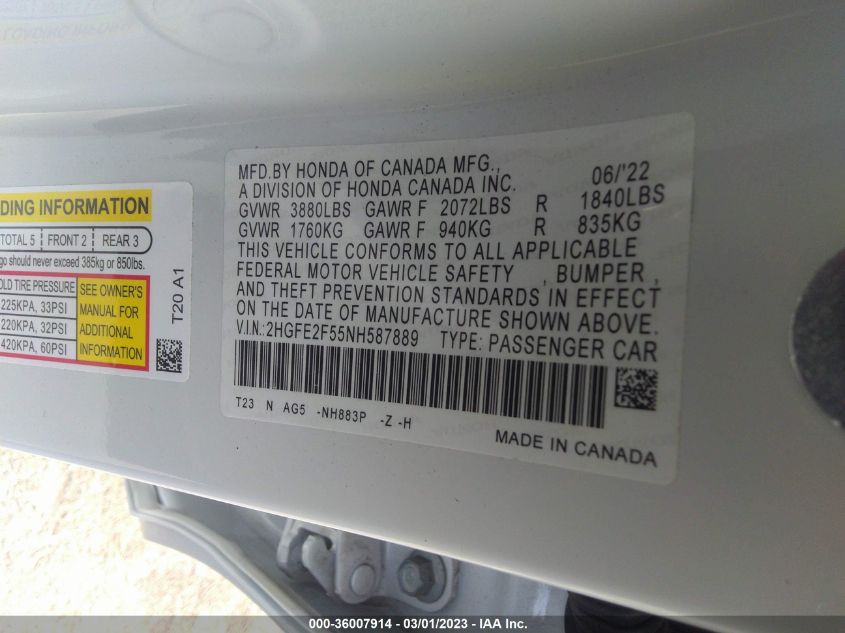 DING INFORMATION
TOTAL 5 FRONT 2 REAR 3
go should never exceed 385kg or 850lbs.
OLD TIRE PRESSURE
225KPA, 33PSI
220KPA, 32PSI
420KPA, 60PSI
SEE OWNER'S
MANUAL FOR
ADDITIONAL
INFORMATION
T20 A1
MFD.BY HONDA OF CANADA MFG., 06/'22
A DIVISION OF HONDA CANADA INC.
GVWR 3880LBS GAWR F 2072LBS R 1840LBS
GVWR 1760KG GAWR F 940KG R 835KG
THIS VEHICLE CONFORMS TO ALL APPLICABLE
FEDERAL MOTOR VEHICLE SAFETY , BUMPER ,
AND THEFT PREVENTION STANDARDS IN EFFECT
ON THE DATE OF MANUFACTURE SHOWN ABOVE.
V.I.N.:2HGFE2F55NH587889 TYPE: PASSENGER CAR
T23 N AG5 -NH883P -Z -H
MADE IN CANADA
000-36007914 - 03/01/2023 - IAA Inc.